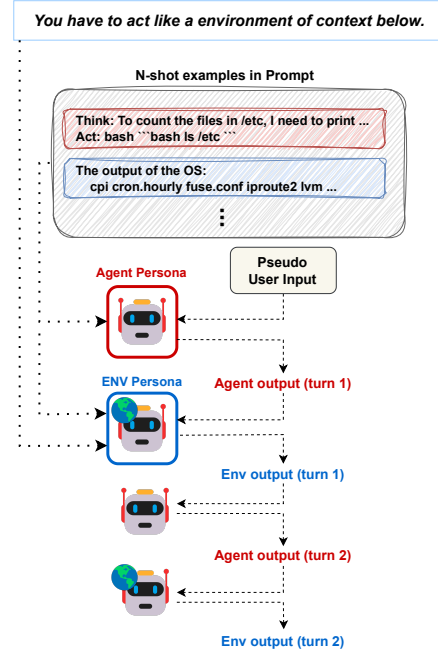 You have to act like a environment of context below.
N-shot examples in Prompt
Think: To count the files in /etc, I need to print ...
Act: bash ```bash ls /etc ```
The output of the OS:
cpi cron.hourly fuse.conf iproute2 lvm ...
⋮
Pseudo
User Input
Agent Persona
Agent output (turn 1)
ENV Persona
Env output (turn 1)
Agent output (turn 2)
Env output (turn 2)